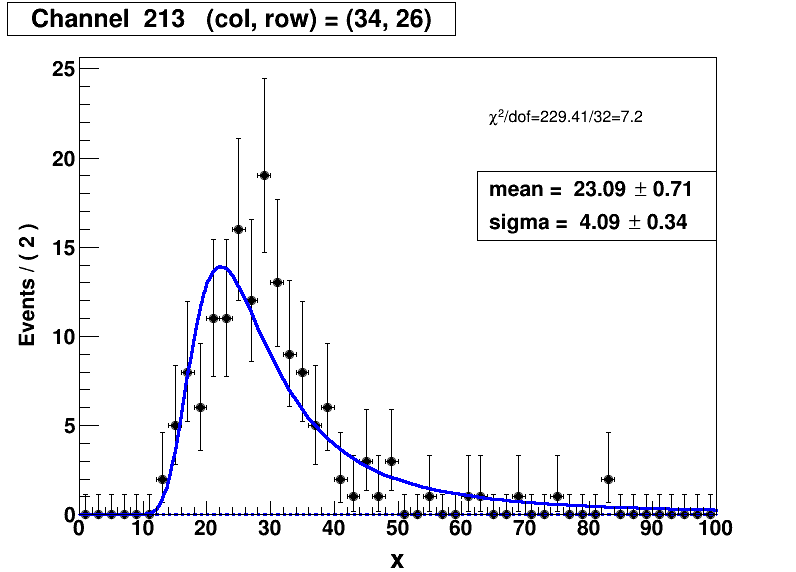 Channel 213 (col, row) = (34, 26)
χ²/dof=229.41/32=7.2
mean = 23.09 ± 0.71
sigma = 4.09 ± 0.34
Events / ( 2 )
25
20
15
10
5
0
0 10 20 30 40 50 60 70 80 90 100
x